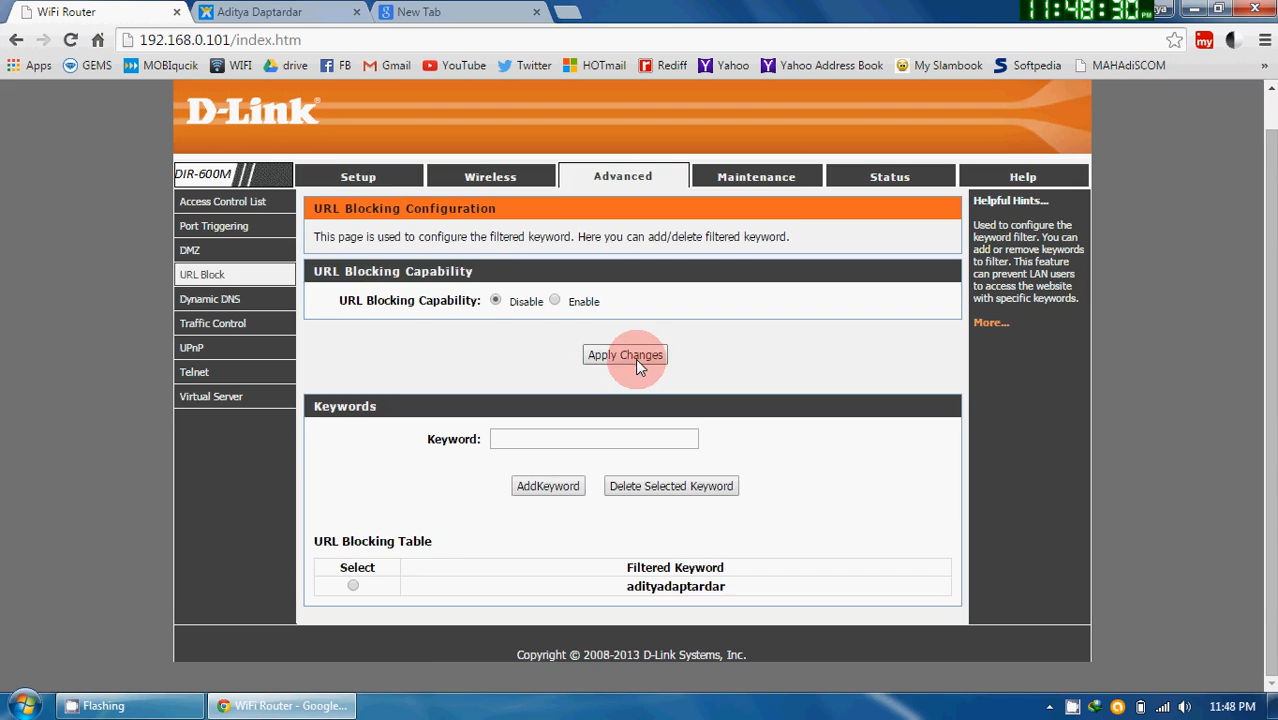 WiFi Router
Aditya Daptardar
New Tab
11:48:30
192.168.0.101/index.htm
my
Apps GEMS MOBIqucik WIFI drive FB Gmail YouTube Twitter HOTmail Rediff Yahoo Yahoo Address Book My Slambook Softpedia MAHAdiSCOM »
D-Link
DIR-600M
Setup Wireless Advanced Maintenance Status Help
Access Control List
Port Triggering
DMZ
URL Block
Dynamic DNS
Traffic Control
UPnP
Telnet
Virtual Server
URL Blocking Configuration
This page is used to configure the filtered keyword. Here you can add/delete filtered keyword.
URL Blocking Capability
URL Blocking Capability: Disable Enable
Apply Changes
Keywords
Keyword:
AddKeyword Delete Selected Keyword
URL Blocking Table
Select Filtered Keyword
adityadaptardar
Helpful Hints...
Used to configure the
keyword filter. You can
add or remove keywords
to filter. This feature
can prevent LAN users
to access the website
with specific keywords.
More...
Copyright © 2008-2013 D-Link Systems, Inc.
Flashing
WiFi Router - Google...
11:48 PM